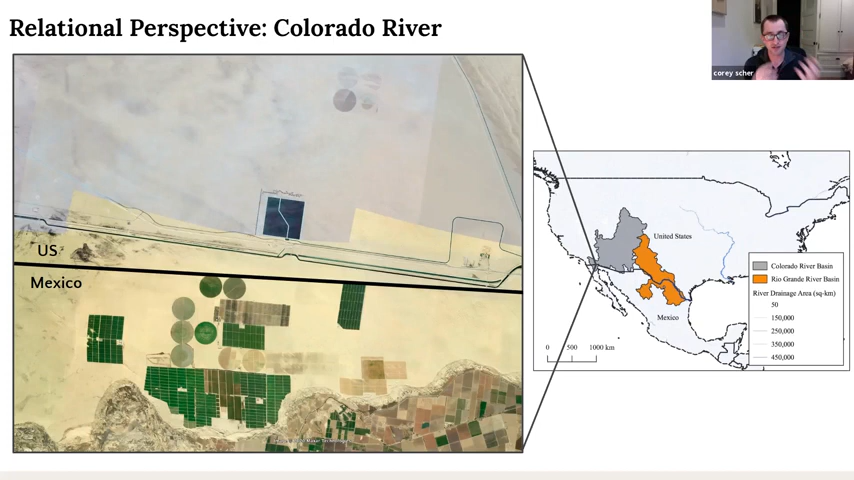 Relational Perspective: Colorado River
corey scher
US
Mexico
United States
Mexico
0 500 1000 km
Colorado River Basin
Rio Grande River Basin
River Drainage Area (sq-km)
50
150,000
250,000
350,000
450,000